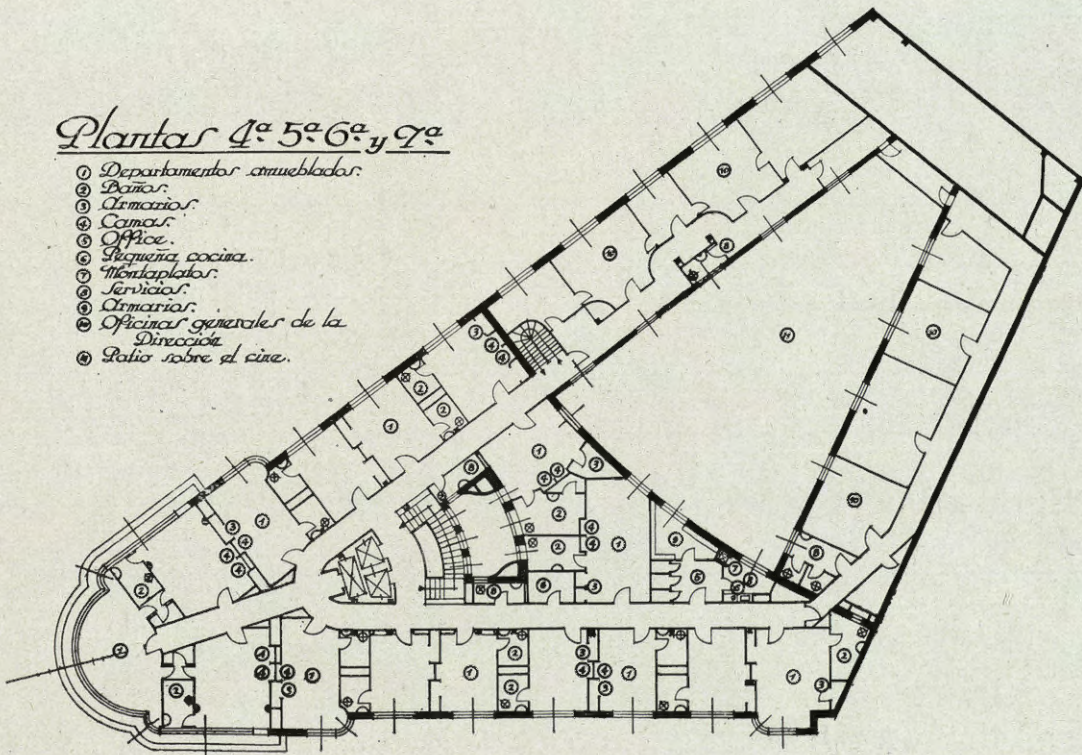 Plantas 4ª 5ª 6ª y 7ª
① Departamentos amueblados.
② Baños.
③ Armarios.
④ Camas.
⑤ Office.
⑥ Pequeña cocina.
⑦ Montaplatos.
⑧ Servicios.
⑨ Armarios.
⑩ Oficinas generales de la
Dirección
⑪ Patio sobre el cine.